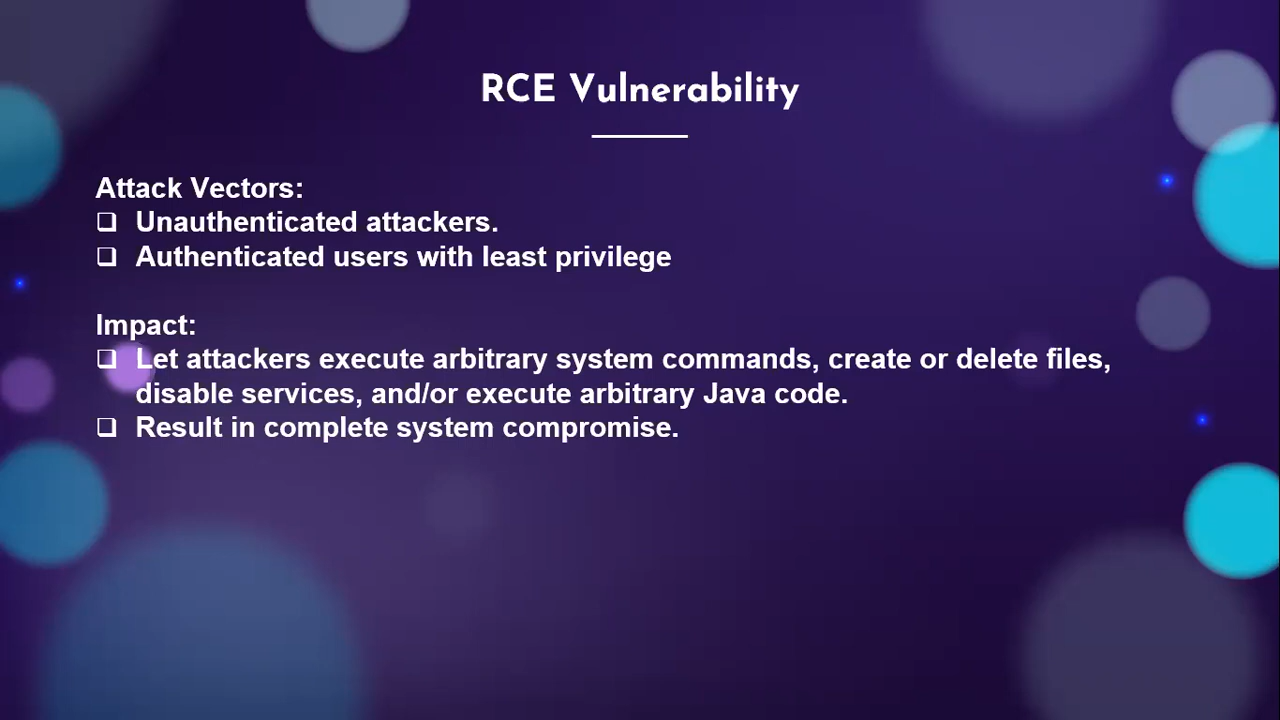 RCE Vulnerability
Attack Vectors:
❑ Unauthenticated attackers.
❑ Authenticated users with least privilege
Impact:
❑ Let attackers execute arbitrary system commands, create or delete files,
disable services, and/or execute arbitrary Java code.
❑ Result in complete system compromise.